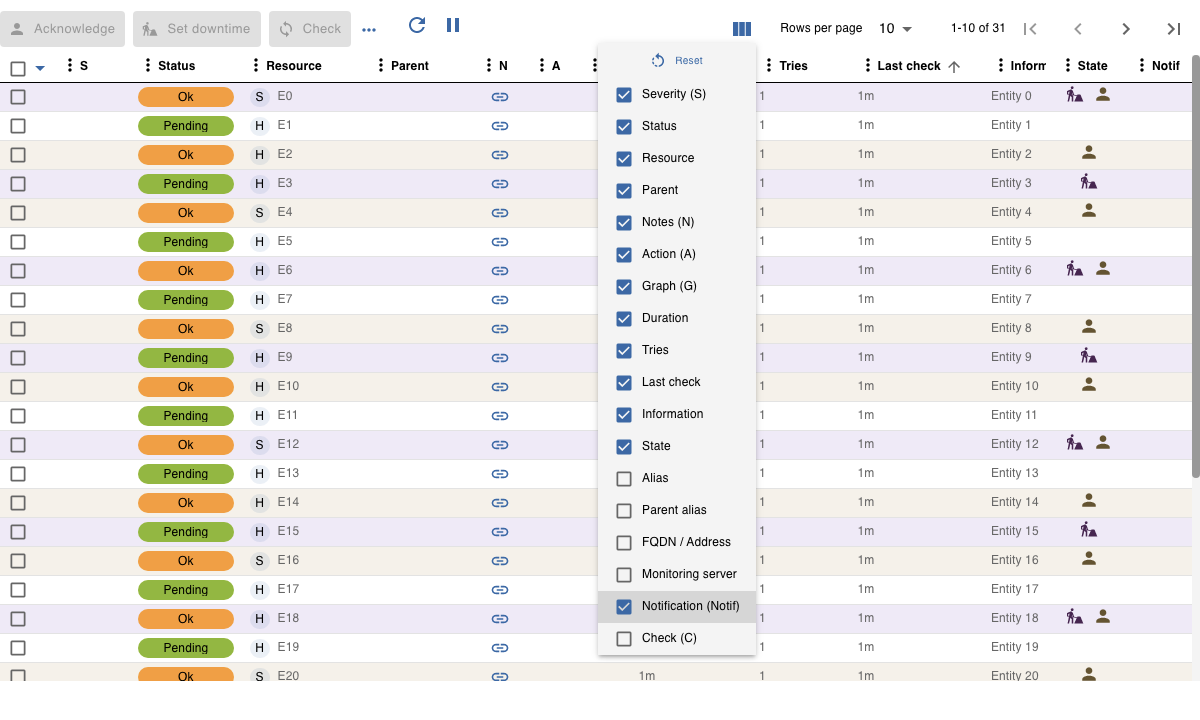 Acknowledge Set downtime Check Rows per page 10 1-10 of 31
S Status Resource Parent N A Tries Last check Inform State Notif
Reset
Severity (S)
Status
Resource
Parent
Notes (N)
Action (A)
Graph (G)
Duration
Tries
Last check
Information
State
Alias
Parent alias
FQDN / Address
Monitoring server
Notification (Notif)
Check (C)
Ok S E0 1 1m Entity 0
Pending H E1 1 1m Entity 1
Ok H E2 1 1m Entity 2
Pending H E3 1 1m Entity 3
Ok S E4 1 1m Entity 4
Pending H E5 1 1m Entity 5
Ok H E6 1 1m Entity 6
Pending H E7 1 1m Entity 7
Ok S E8 1 1m Entity 8
Pending H E9 1 1m Entity 9
Ok H E10 1 1m Entity 10
Pending H E11 1 1m Entity 11
Ok S E12 1 1m Entity 12
Pending H E13 1 1m Entity 13
Ok H E14 1 1m Entity 14
Pending H E15 1 1m Entity 15
Ok S E16 1 1m Entity 16
Pending H E17 1 1m Entity 17
Ok H E18 1 1m Entity 18
Pending H E19 1 1m Entity 19
Ok S E20 1m 1 1m Entity 20